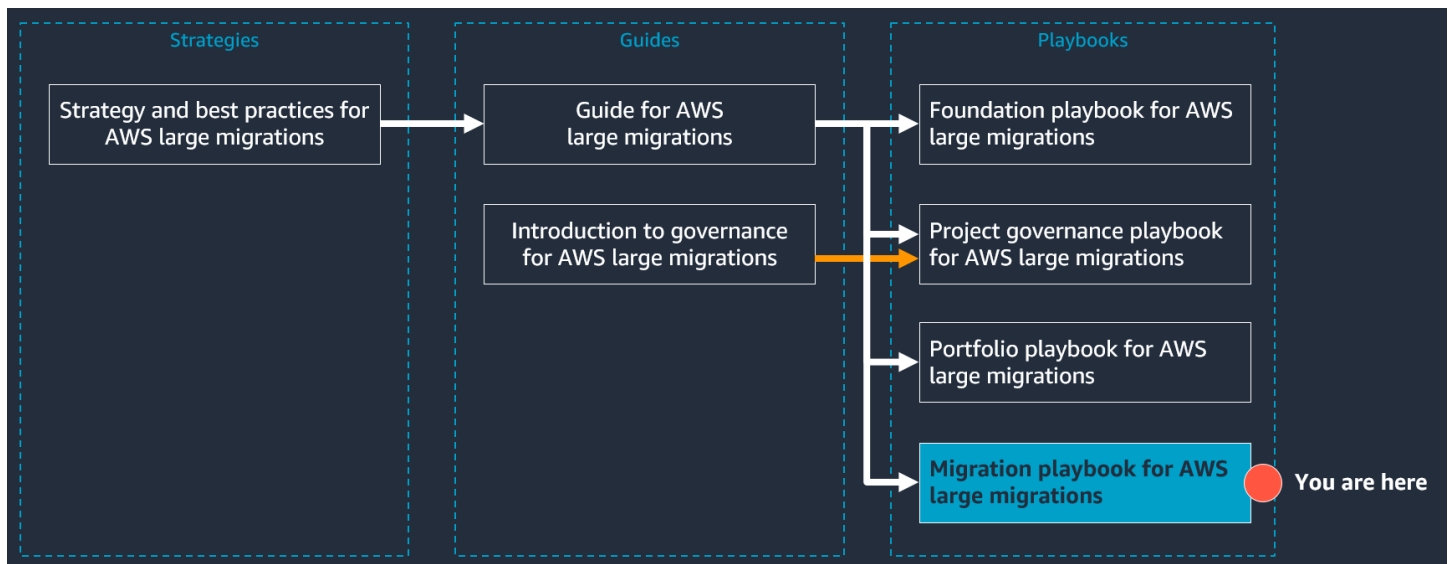 Strategies
Strategy and best practices for
AWS large migrations
Guides
Guide for AWS
large migrations
Introduction to governance
for AWS large migrations
Playbooks
Foundation playbook for AWS
large migrations
Project governance playbook
for AWS large migrations
Portfolio playbook for AWS
large migrations
Migration playbook for AWS
large migrations
You are here